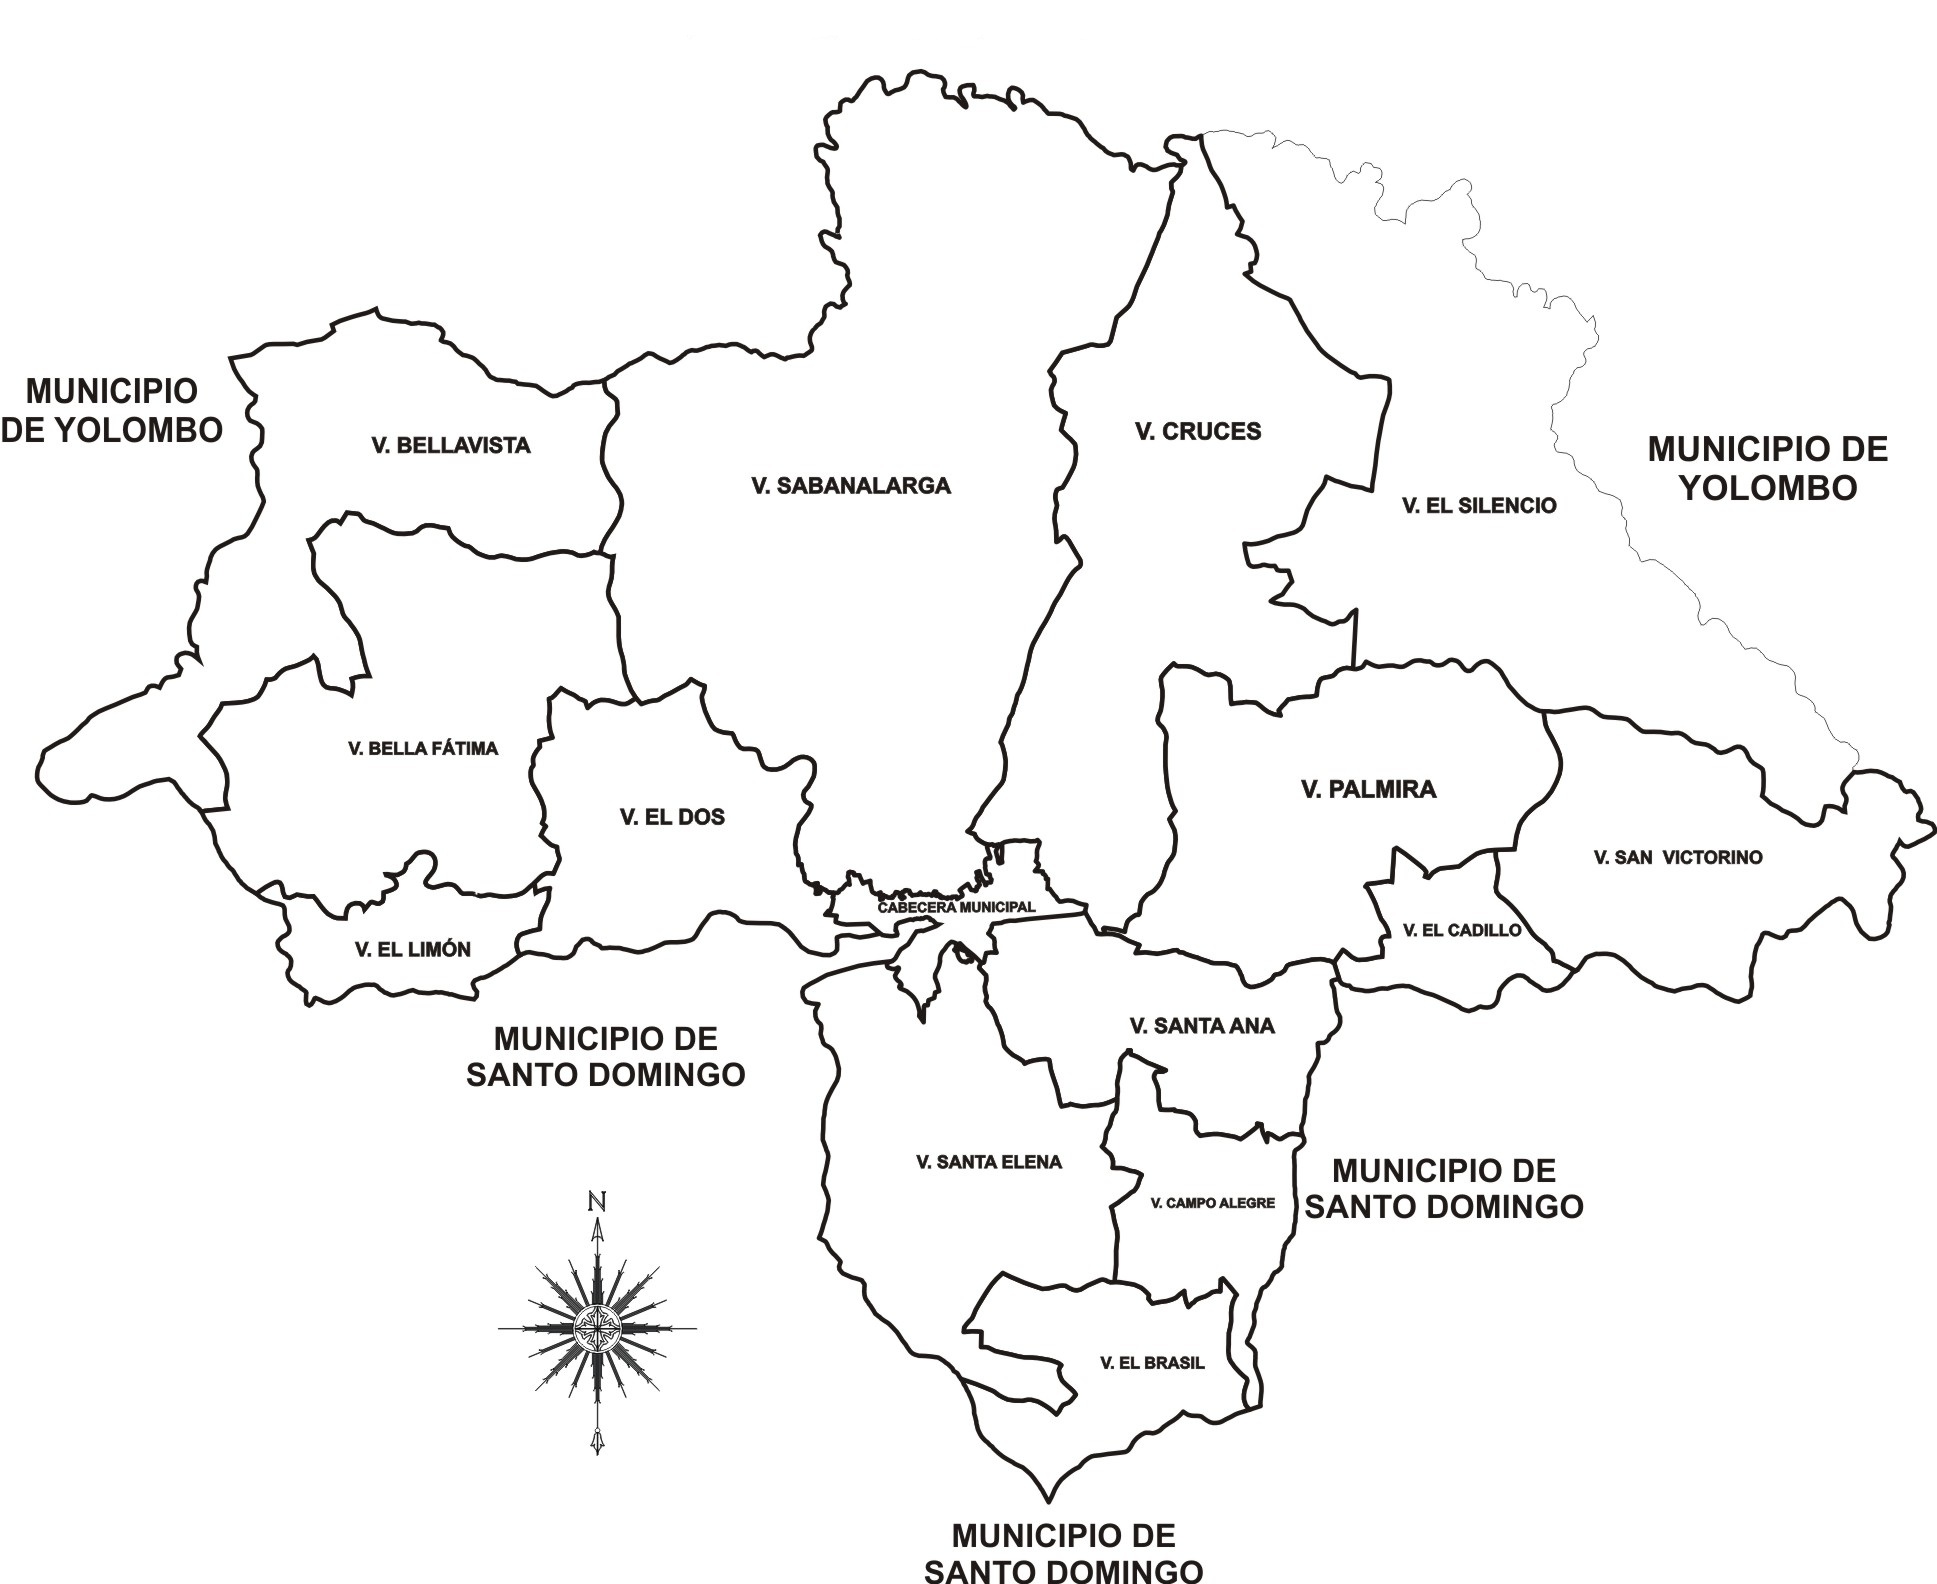 MUNICIPIO
DE YOLOMBO
V. BELLAVISTA
V. SABANALARGA
V. CRUCES
V. EL SILENCIO
MUNICIPIO DE
YOLOMBO
V. BELLA FÁTIMA
V. EL DOS
V. PALMIRA
V. SAN VICTORINO
V. EL LIMÓN
CABECERA MUNICIPAL
V. EL CADILLO
MUNICIPIO DE
SANTO DOMINGO
V. SANTA ANA
V. SANTA ELENA
V. CAMPO ALEGRE
MUNICIPIO DE
SANTO DOMINGO
N
V. EL BRASIL
MUNICIPIO DE
SANTO DOMINGO